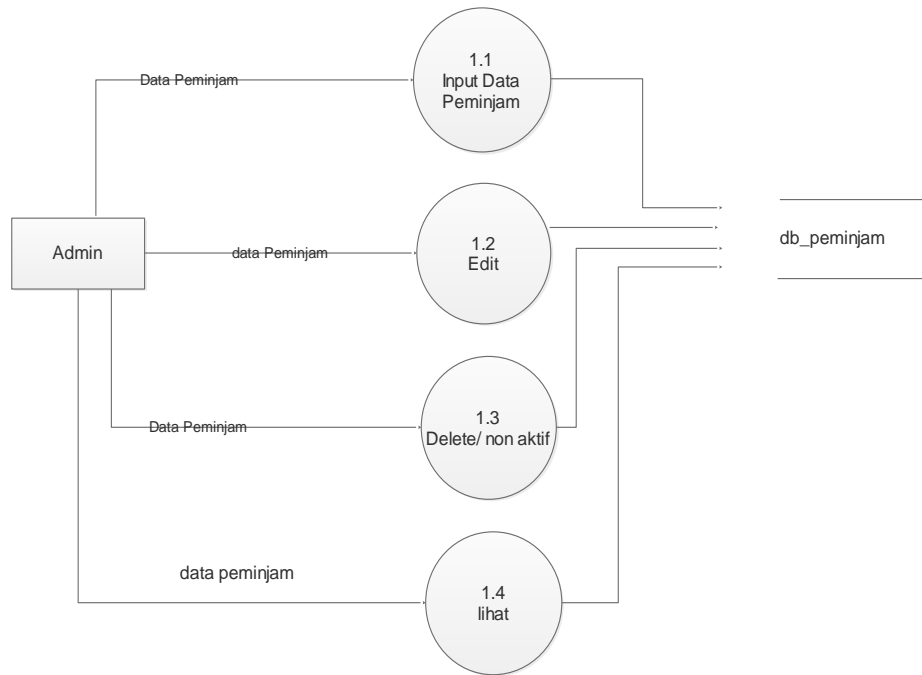 1.1
Input Data
Peminjam
Data Peminjam
Admin
data Peminjam
1.2
Edit
db_peminjam
Data Peminjam
1.3
Delete/ non aktif
data peminjam
1.4
lihat